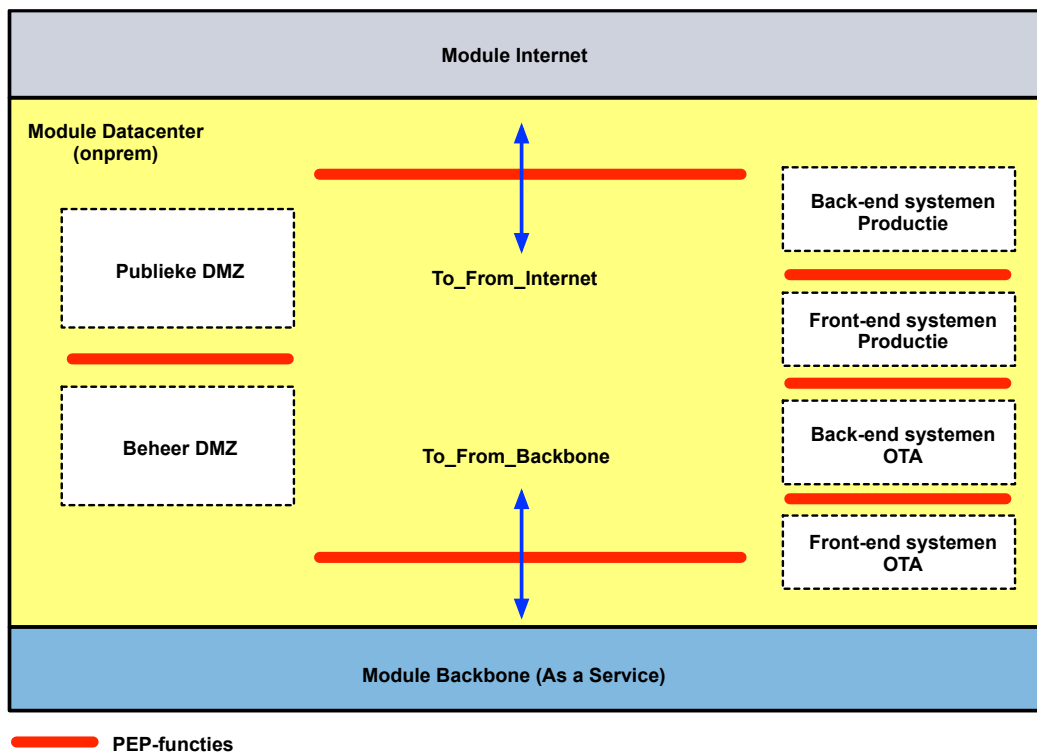 Module Internet
Module Datacenter
(onprem)
Publieke DMZ
Beheer DMZ
To_From_Internet
To_From_Backbone
Back-end systemen
Productie
Front-end systemen
Productie
Back-end systemen
OTA
Front-end systemen
OTA
Module Backbone (As a Service)
PEP-functies